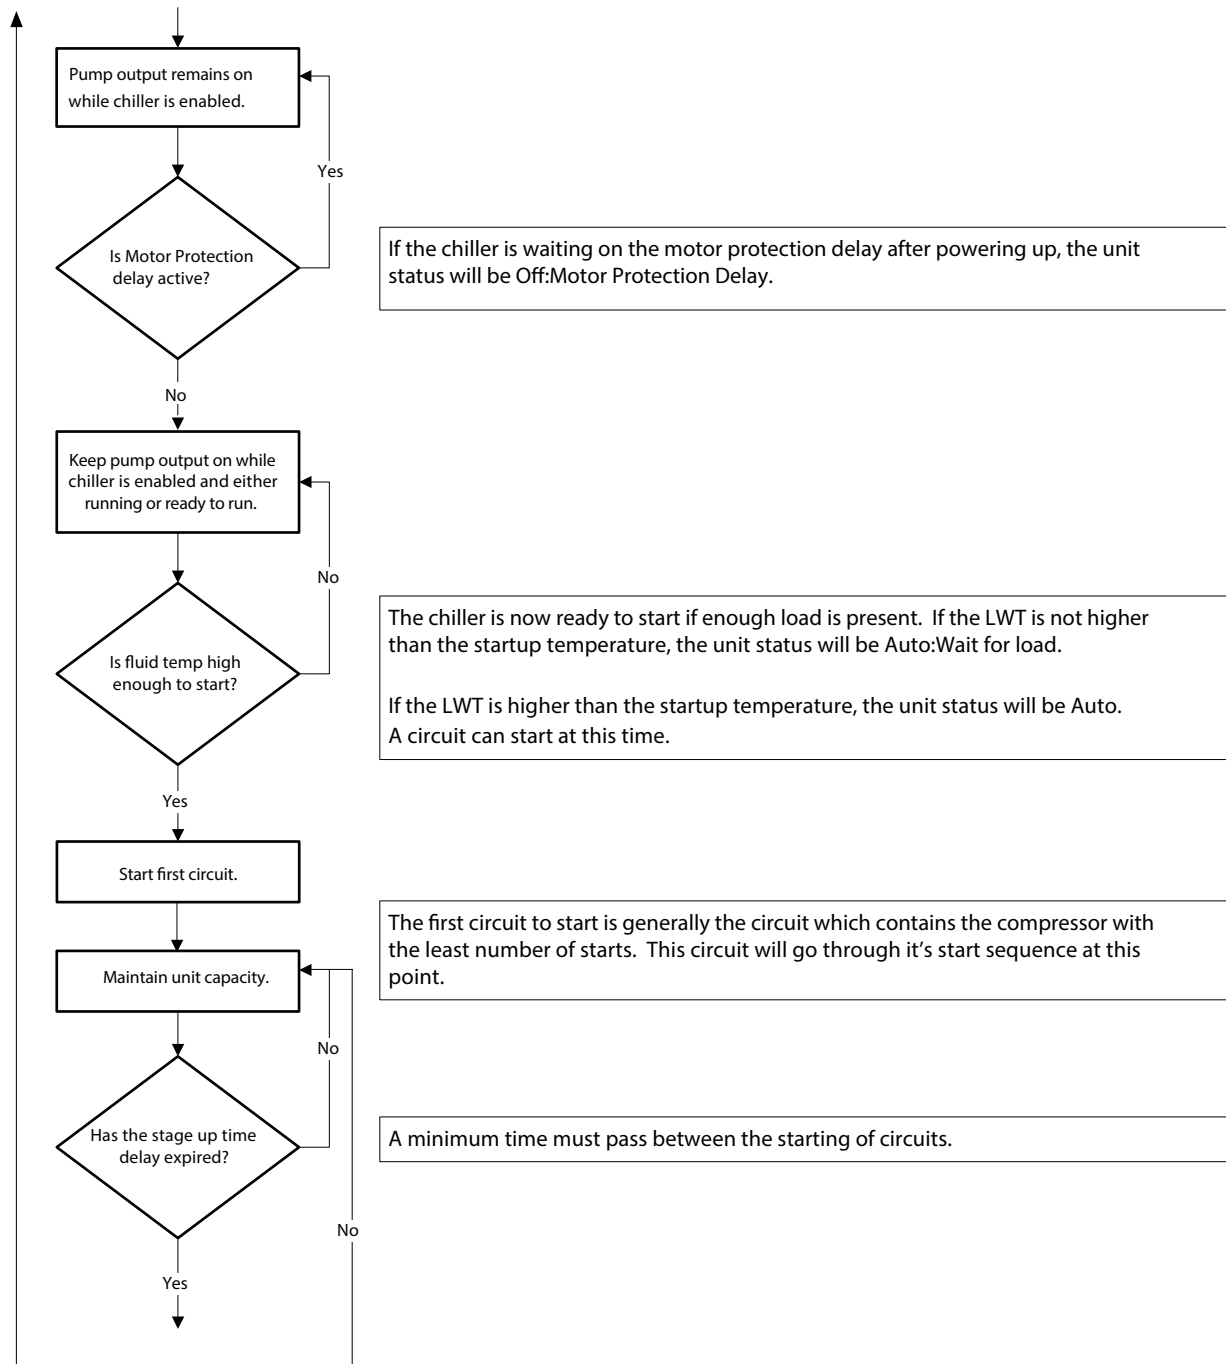 Pump output remains on
while chiller is enabled.
Yes
Is Motor Protection
delay active?
If the chiller is waiting on the motor protection delay after powering up, the unit
status will be Off:Motor Protection Delay.
No
Keep pump output on while
chiller is enabled and either
running or ready to run.
No
Is fluid temp high
enough to start?
The chiller is now ready to start if enough load is present. If the LWT is not higher
than the startup temperature, the unit status will be Auto:Wait for load.
If the LWT is higher than the startup temperature, the unit status will be Auto.
A circuit can start at this time.
Yes
Start first circuit.
The first circuit to start is generally the circuit which contains the compressor with
the least number of starts. This circuit will go through it's start sequence at this
point.
Maintain unit capacity.
No
Has the stage up time
delay expired?
A minimum time must pass between the starting of circuits.
No
Yes